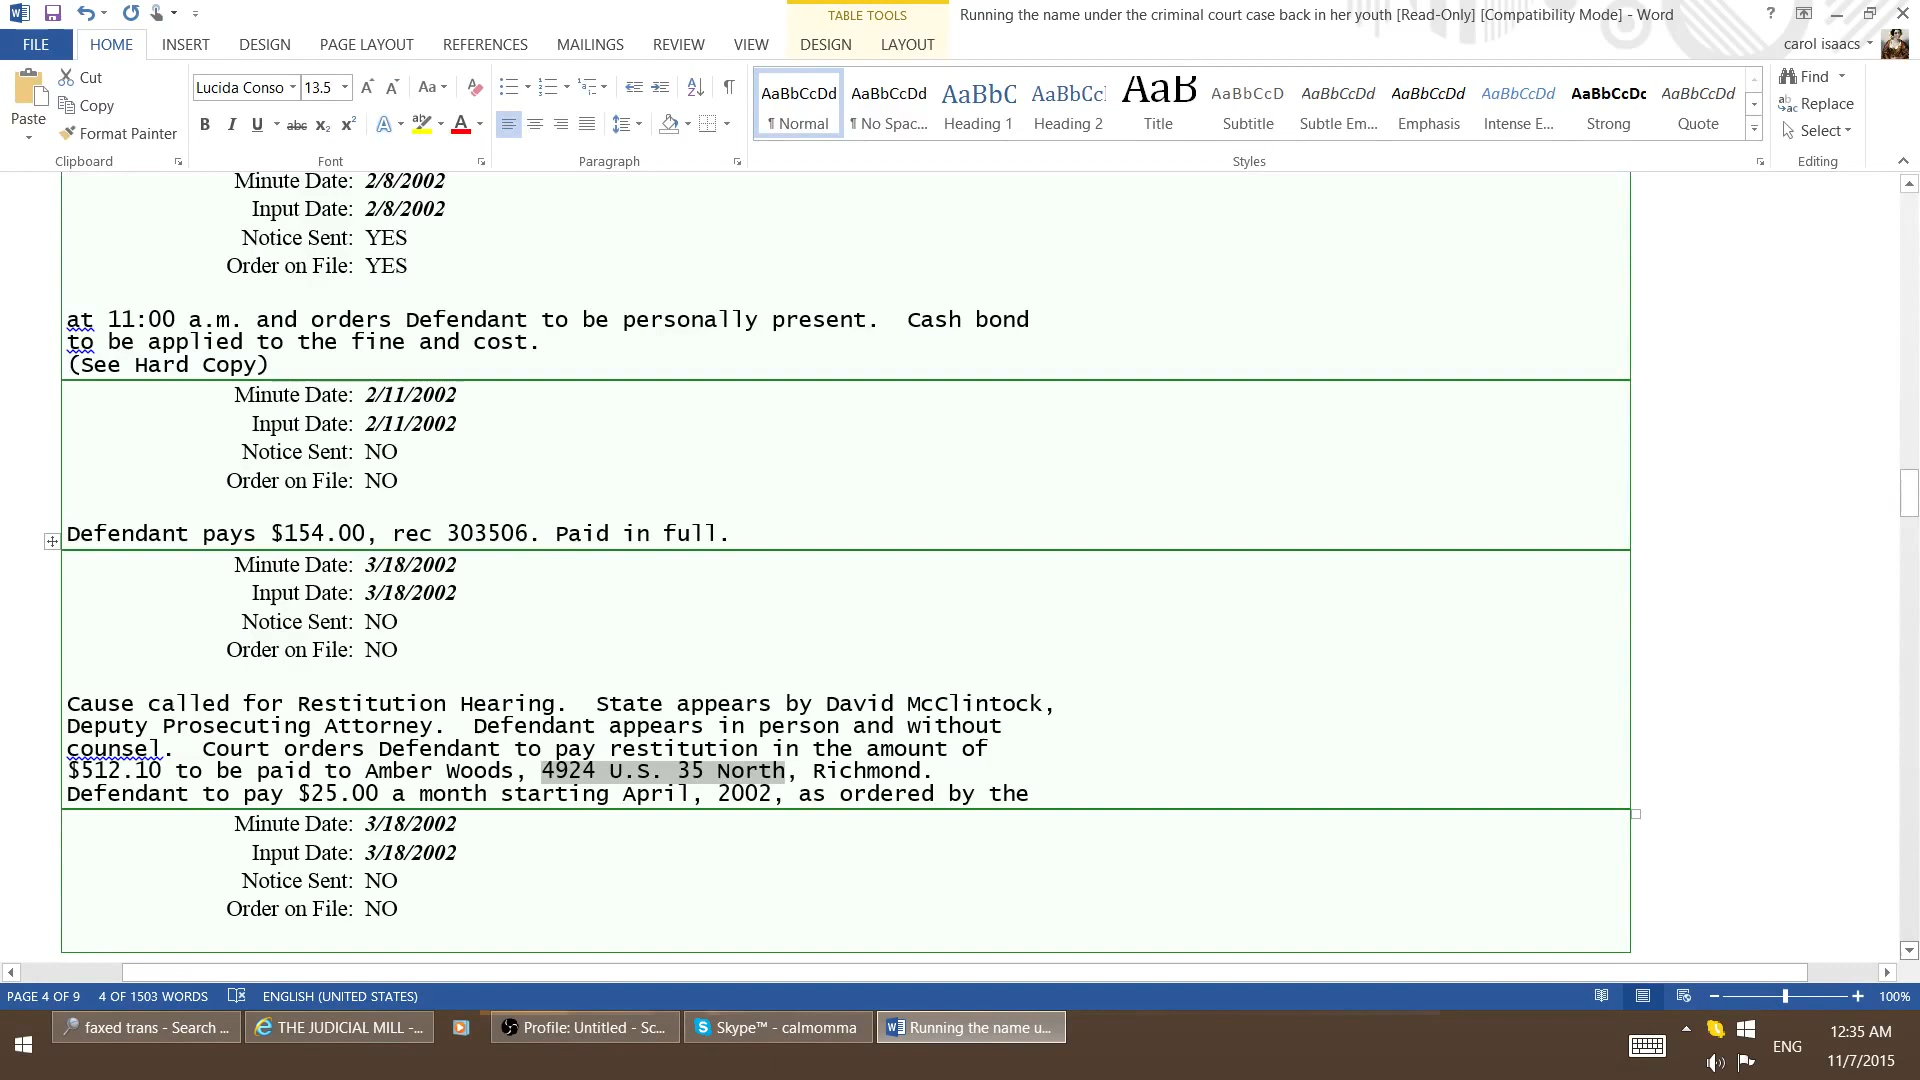 TABLE TOOLS
Running the name under the criminal court case back in her youth [Read-Only] [Compatibility Mode] - Word
FILE HOME INSERT DESIGN PAGE LAYOUT REFERENCES MAILINGS REVIEW VIEW DESIGN LAYOUT carol isaacs
Paste
Cut
Copy
Format Painter
Clipboard
Lucida Conso 13.5
Font
Paragraph
AaBbCcDd AaBbCcDd AaBbC AaBbCcI AaB AaBbCcD AaBbCcDd AaBbCcDd AaBbCcDd AaBbCcDc AaBbCcDd
¶ Normal ¶ No Spac... Heading 1 Heading 2 Title Subtitle Subtle Em... Emphasis Intense E... Strong Quote
Styles
Find
Replace
Select
Editing
Minute Date: 2/8/2002
Input Date: 2/8/2002
Notice Sent: YES
Order on File: YES
at 11:00 a.m. and orders Defendant to be personally present. Cash bond
to be applied to the fine and cost.
(See Hard Copy)
Minute Date: 2/11/2002
Input Date: 2/11/2002
Notice Sent: NO
Order on File: NO
Defendant pays $154.00, rec 303506. Paid in full.
Minute Date: 3/18/2002
Input Date: 3/18/2002
Notice Sent: NO
Order on File: NO
Cause called for Restitution Hearing. State appears by David McClintock,
Deputy Prosecuting Attorney. Defendant appears in person and without
counsel. Court orders Defendant to pay restitution in the amount of
$512.10 to be paid to Amber Woods, 4924 U.S. 35 North, Richmond.
Defendant to pay $25.00 a month starting April, 2002, as ordered by the
Minute Date: 3/18/2002
Input Date: 3/18/2002
Notice Sent: NO
Order on File: NO
PAGE 4 OF 9 4 OF 1503 WORDS ENGLISH (UNITED STATES) 100%
faxed trans - Search ... THE JUDICIAL MILL -... Profile: Untitled - Sc... Skype™ - calmomma Running the name u...
ENG
12:35 AM
11/7/2015